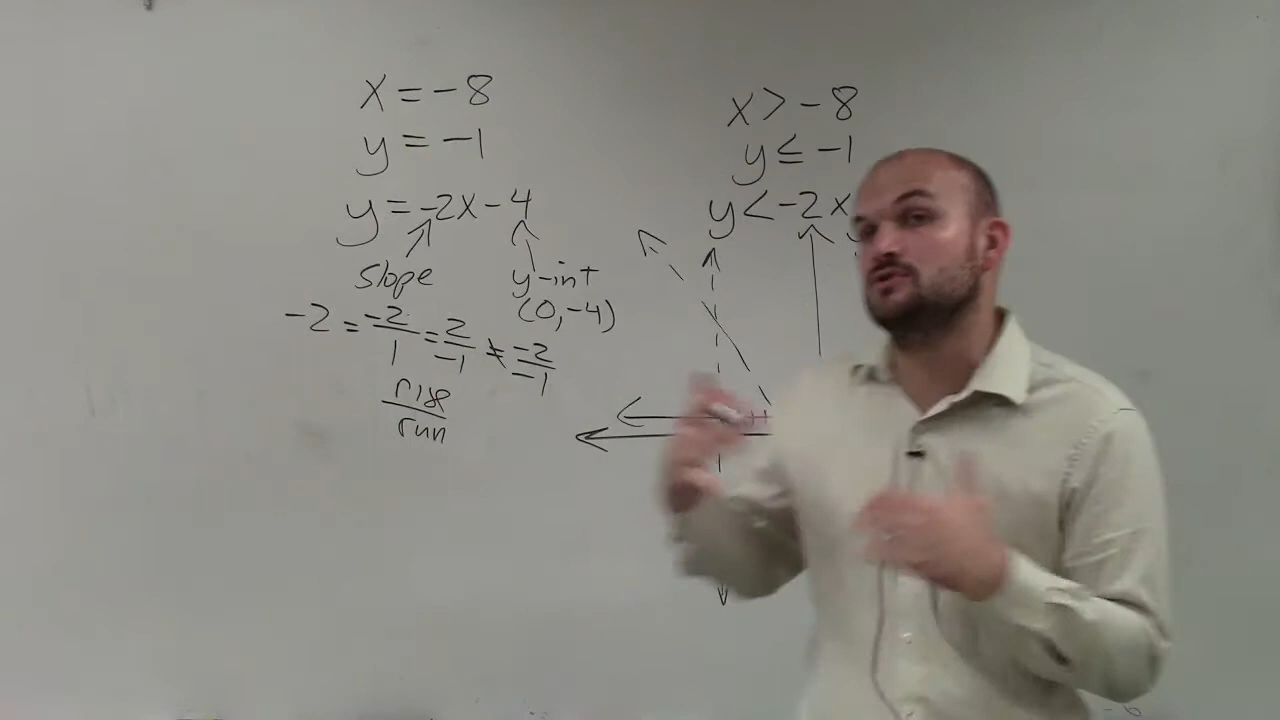 x = -8
y = -1
y = -2x - 4
slope
y-int
(0, -4)
-2 = -2/1 = 2/-1 ≠ -2/-1
rise
run
x > -8
y ≤ -1
y < -2x